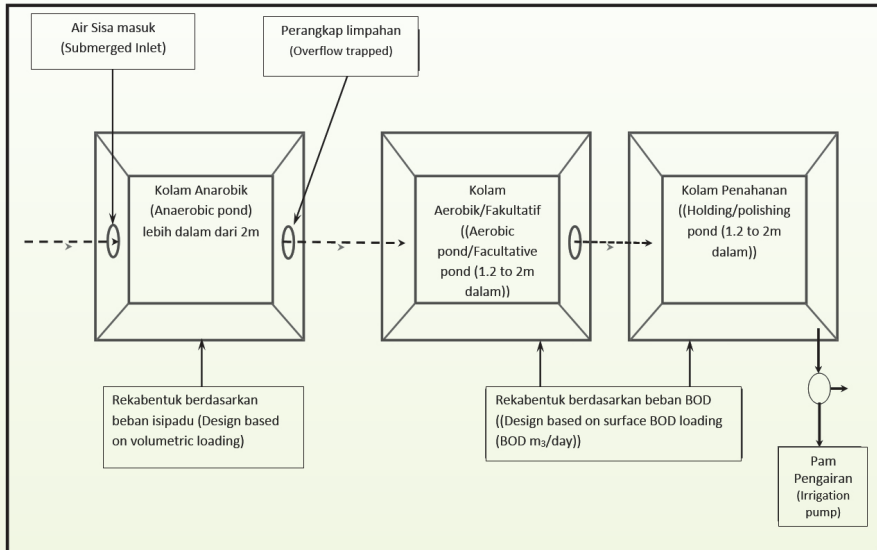 Air Sisa masuk
(Submerged Inlet)
Perangkap limpahan
(Overflow trapped)
Kolam Anarobik
(Anaerobic pond)
lebih dalam dari 2m
Kolam
Aerobik/Fakultatif
((Aerobic
pond/Facultative
pond (1.2 to 2m
dalam))
Kolam Penahanan
((Holding/polishing
pond (1.2 to 2m
dalam))
Rekabentuk berdasarkan
beban isipadu (Design based
on volumetric loading)
Rekabentuk berdasarkan beban BOD
((Design based on surface BOD loading
(BOD m₃/day))
Pam
Pengairan
(Irrigation
pump)